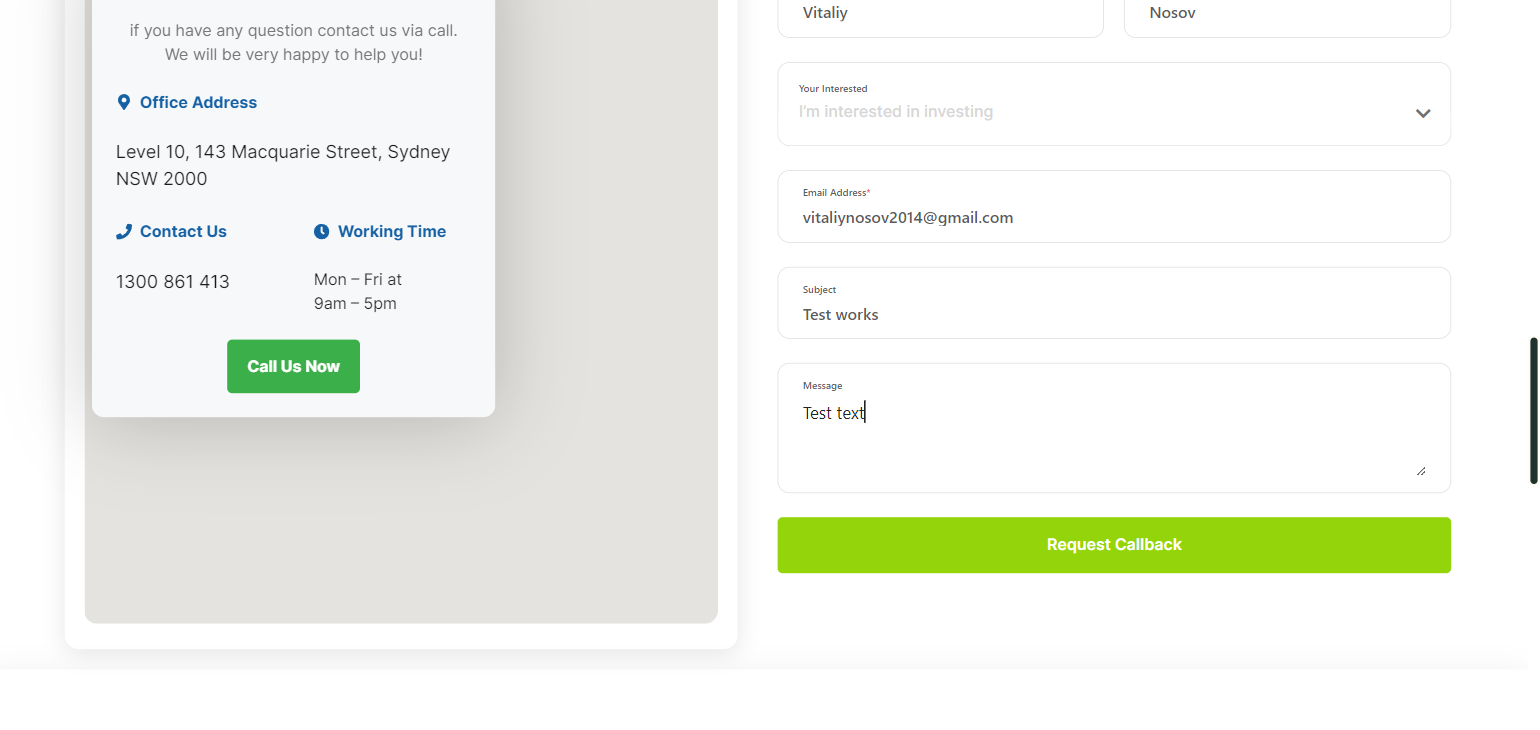 if you have any question contact us via call.
We will be very happy to help you!
Office Address
Level 10, 143 Macquarie Street, Sydney
NSW 2000
Contact Us
1300 861 413
Working Time
Mon – Fri at
9am – 5pm
Call Us Now
Vitaliy
Nosov
Your Interested
I'm interested in investing
Email Address*
vitaliynosov2014@gmail.com
Subject
Test works
Message
Test text
Request Callback